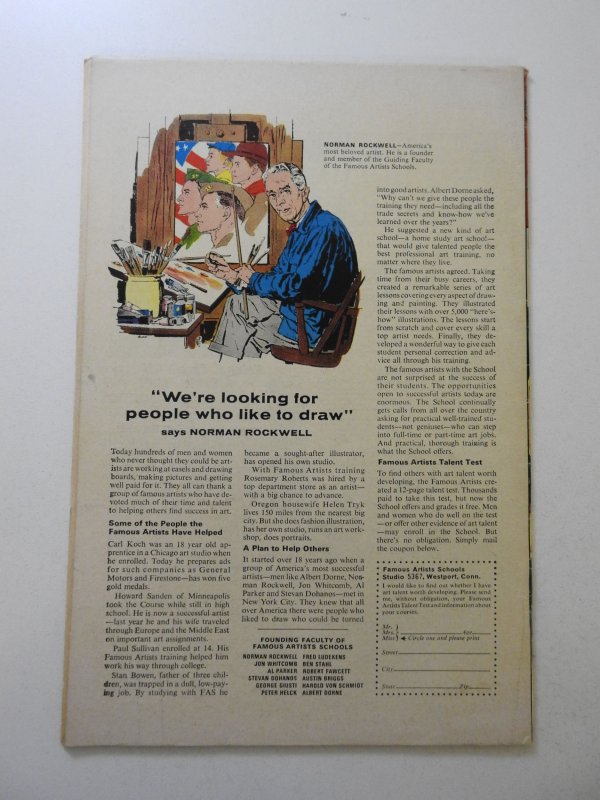 NORMAN ROCKWELL—America's
most beloved artist. He is a founder
and member of the Guiding Faculty
of the Famous Artists Schools.
"We're looking for
people who like to draw"
says NORMAN ROCKWELL
Today hundreds of men and women
who never thought they could be art-
ists are working at easels and drawing
boards, making pictures and getting
well paid for it. They all can thank a
group of famous artists who have de-
voted much of their time and talent
to helping others find success in art.
Some of the People the
Famous Artists Have Helped
Carl Koch was an 18 year old ap-
prentice in a Chicago art studio when
he enrolled. Today he prepares ads
for such companies as General
Motors and Firestone—has won five
gold medals.
Howard Sanden of Minneapolis
took the Course while still in high
school. He is now a successful artist
—last year he and his wife traveled
through Europe and the Middle East
on important art assignments.
Paul Sullivan enrolled at 14. His
Famous Artists training helped him
work his way through college.
Stan Bowen, father of three chil-
dren, was trapped in a dull, low-pay-
ing job. By studying with FAS he
became a sought-after illustrator,
has opened his own studio.
With Famous Artists training
Rosemary Roberts was hired by a
top department store as an artist—
with a big chance to advance.
Oregon housewife Helen Tryk
lives 150 miles from the nearest big
city. But she does fashion illustration,
has her own studio, runs an art work-
shop, does portraits.
A Plan to Help Others
It started over 18 years ago when a
group of America's most successful
artists—men like Albert Dorne, Nor-
man Rockwell, Jon Whitcomb, Al
Parker and Stevan Dohanos—met in
New York City. They knew that all
over America there were people who
liked to draw who could be turned
FOUNDING FACULTY OF
FAMOUS ARTISTS SCHOOLS
NORMAN ROCKWELL FRED LUDEKENS
JON WHITCOMB BEN STAHL
AL PARKER ROBERT FAWCETT
STEVAN DOHANOS AUSTIN BRIGGS
GEORGE GIUSTI HAROLD VON SCHMIDT
PETER HELCK ALBERT DORNE
into good artists. Albert Dorne asked,
"Why can't we give these people the
training they need—including all the
trade secrets and know-how we've
learned over the years?"
He suggested a new kind of art
school—a home study art school—
that would give talented people the
best professional art training, no
matter where they live.
The famous artists agreed. Taking
time from their busy careers, they
created a remarkable series of art
lessons covering every aspect of draw-
ing and painting. They illustrated
their lessons with over 5,000 "here's-
how" illustrations. The lessons start
from scratch and cover every skill a
top artist needs. Finally, they de-
veloped a wonderful way to give each
student personal correction and ad-
vice all through his training.
The famous artists with the School
are not surprised at the success of
their students. The opportunities
open to successful artists today are
enormous. The School continually
gets calls from all over the country
asking for practical well-trained stu-
dents—not geniuses—who can step
into full-time or part-time art jobs.
And practical, thorough training is
what the School offers.
Famous Artists Talent Test
To find others with art talent worth
developing, the Famous Artists cre-
ated a 12-page talent test. Thousands
paid to take this test, but now the
School offers and grades it free. Men
and women who do well on the test
—or offer other evidence of art talent
—may enroll in the School. But
there's no obligation. Simply mail
the coupon below.
Famous Artists Schools
Studio 5367, Westport, Conn.
I would like to find out whether I have
art talent worth developing. Please send
me, without obligation, your Famous
Artists Talent Test and information about
your courses.
Mr.
Mrs. Age
Miss Circle one and please print
Street
City
State Zip